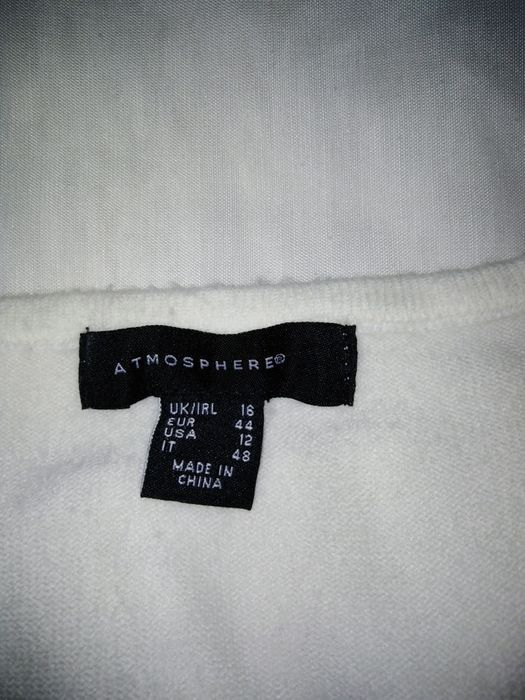 ATMOSPHERE®
UK/IRL 16
EUR 44
USA 12
IT 48
MADE IN
CHINA